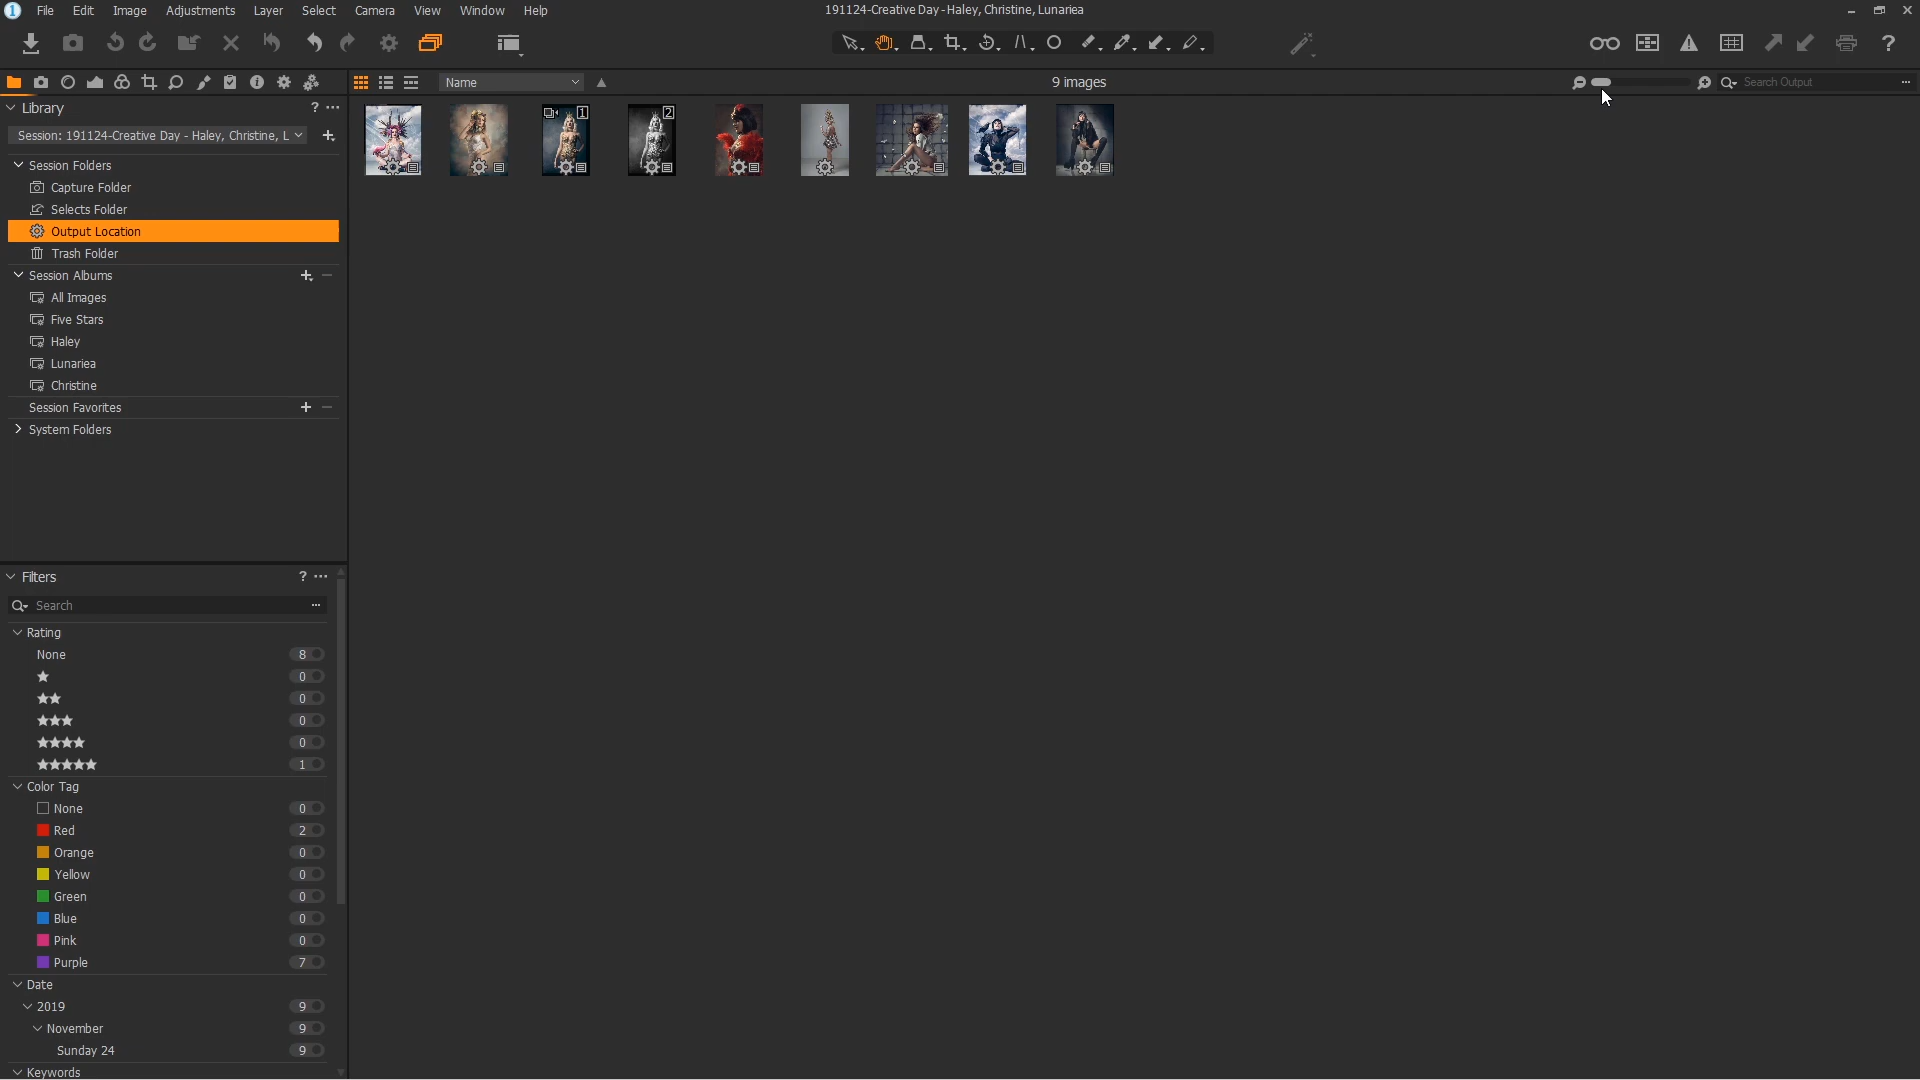 File Edit Image Adjustments Layer Select Camera View Window Help
191124-Creative Day - Haley, Christine, Lunariea
Name
9 images
Search Output
Library
Session: 191124-Creative Day - Haley, Christine, L
Session Folders
Capture Folder
Selects Folder
Output Location
Trash Folder
Session Albums
All Images
Five Stars
Haley
Lunariea
Christine
Session Favorites
System Folders
1
2
Filters
Search
Rating
None 8
0
0
0
0
1
Color Tag
None 0
Red 2
Orange 0
Yellow 0
Green 0
Blue 0
Pink 0
Purple 7
Date
2019 9
November 9
Sunday 24 9
Keywords